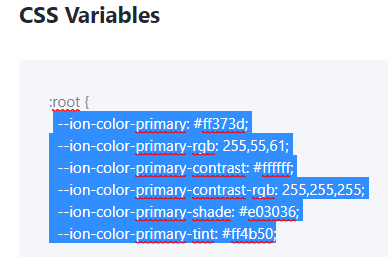 CSS Variables
:root {
--ion-color-primary: #ff373d;
--ion-color-primary-rgb: 255,55,61;
--ion-color-primary-contrast: #ffffff;
--ion-color-primary-contrast-rgb: 255,255,255;
--ion-color-primary-shade: #e03036;
--ion-color-primary-tint: #ff4b50;